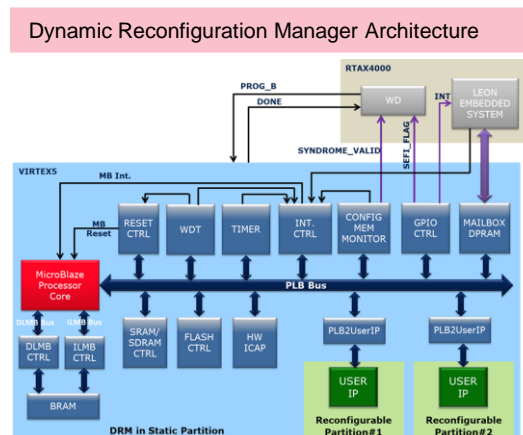 Dynamic Reconfiguration Manager Architecture
RTAX4000
PROG_B
DONE
WD
INT
LEON
EMBEDDED
SYSTEM
SYNDROME_VALID
SEFI_FLAG
VIRTEX5
MB Int.
MB
Reset
RESET
CTRL
WDT
TIMER
INT.
CTRL
CONFIG
MEM
MONITOR
GPIO
CTRL
MAILBOX
DPRAM
MicroBlaze
Processor
Core
PLB Bus
DLMB Bus
ILMB Bus
DLMB
CTRL
ILMB
CTRL
SRAM/
SDRAM
CTRL
FLASH
CTRL
HW
ICAP
PLB2UserIP
PLB2UserIP
BRAM
USER
IP
USER
IP
DRM in Static Partition
Reconfigurable
Partition#1
Reconfigurable
Partition#2